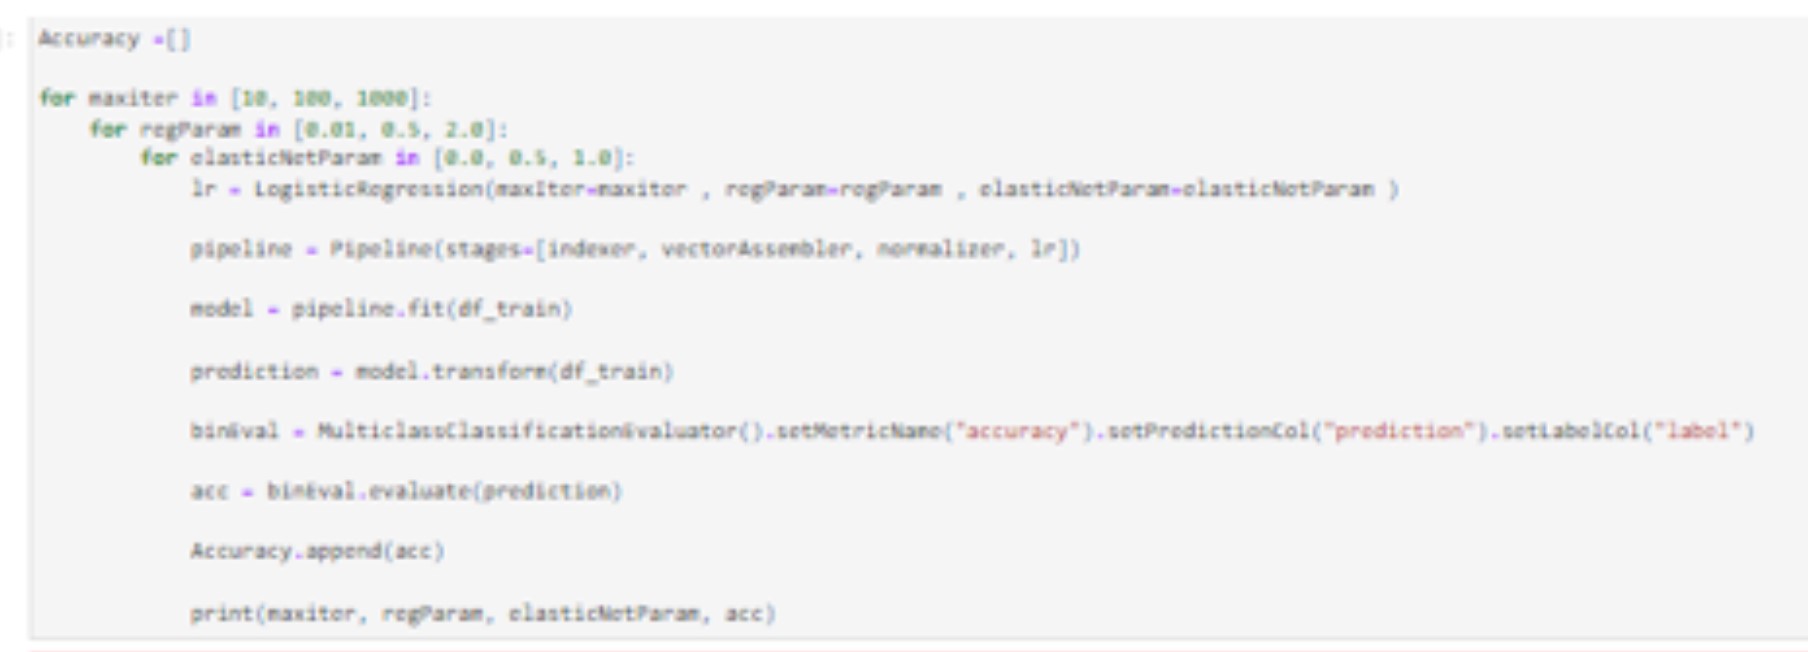 ]:
Accuracy =[]
for maxiter in [10, 100, 1000]:
for regParam in [0.01, 0.5, 2.0]:
for elasticNetParam in [0.0, 0.5, 1.0]:
lr = LogisticRegression(maxIter=maxiter , regParam=regParam , elasticNetParam=elasticNetParam )
pipeline = Pipeline(stages=[indexer, vectorAssembler, normalizer, lr])
model = pipeline.fit(df_train)
prediction = model.transform(df_train)
binEval = MulticlassClassificationEvaluator().setMetricName("accuracy").setPredictionCol("prediction").setLabelCol("label")
acc = binEval.evaluate(prediction)
Accuracy.append(acc)
print(maxiter, regParam, elasticNetParam, acc)